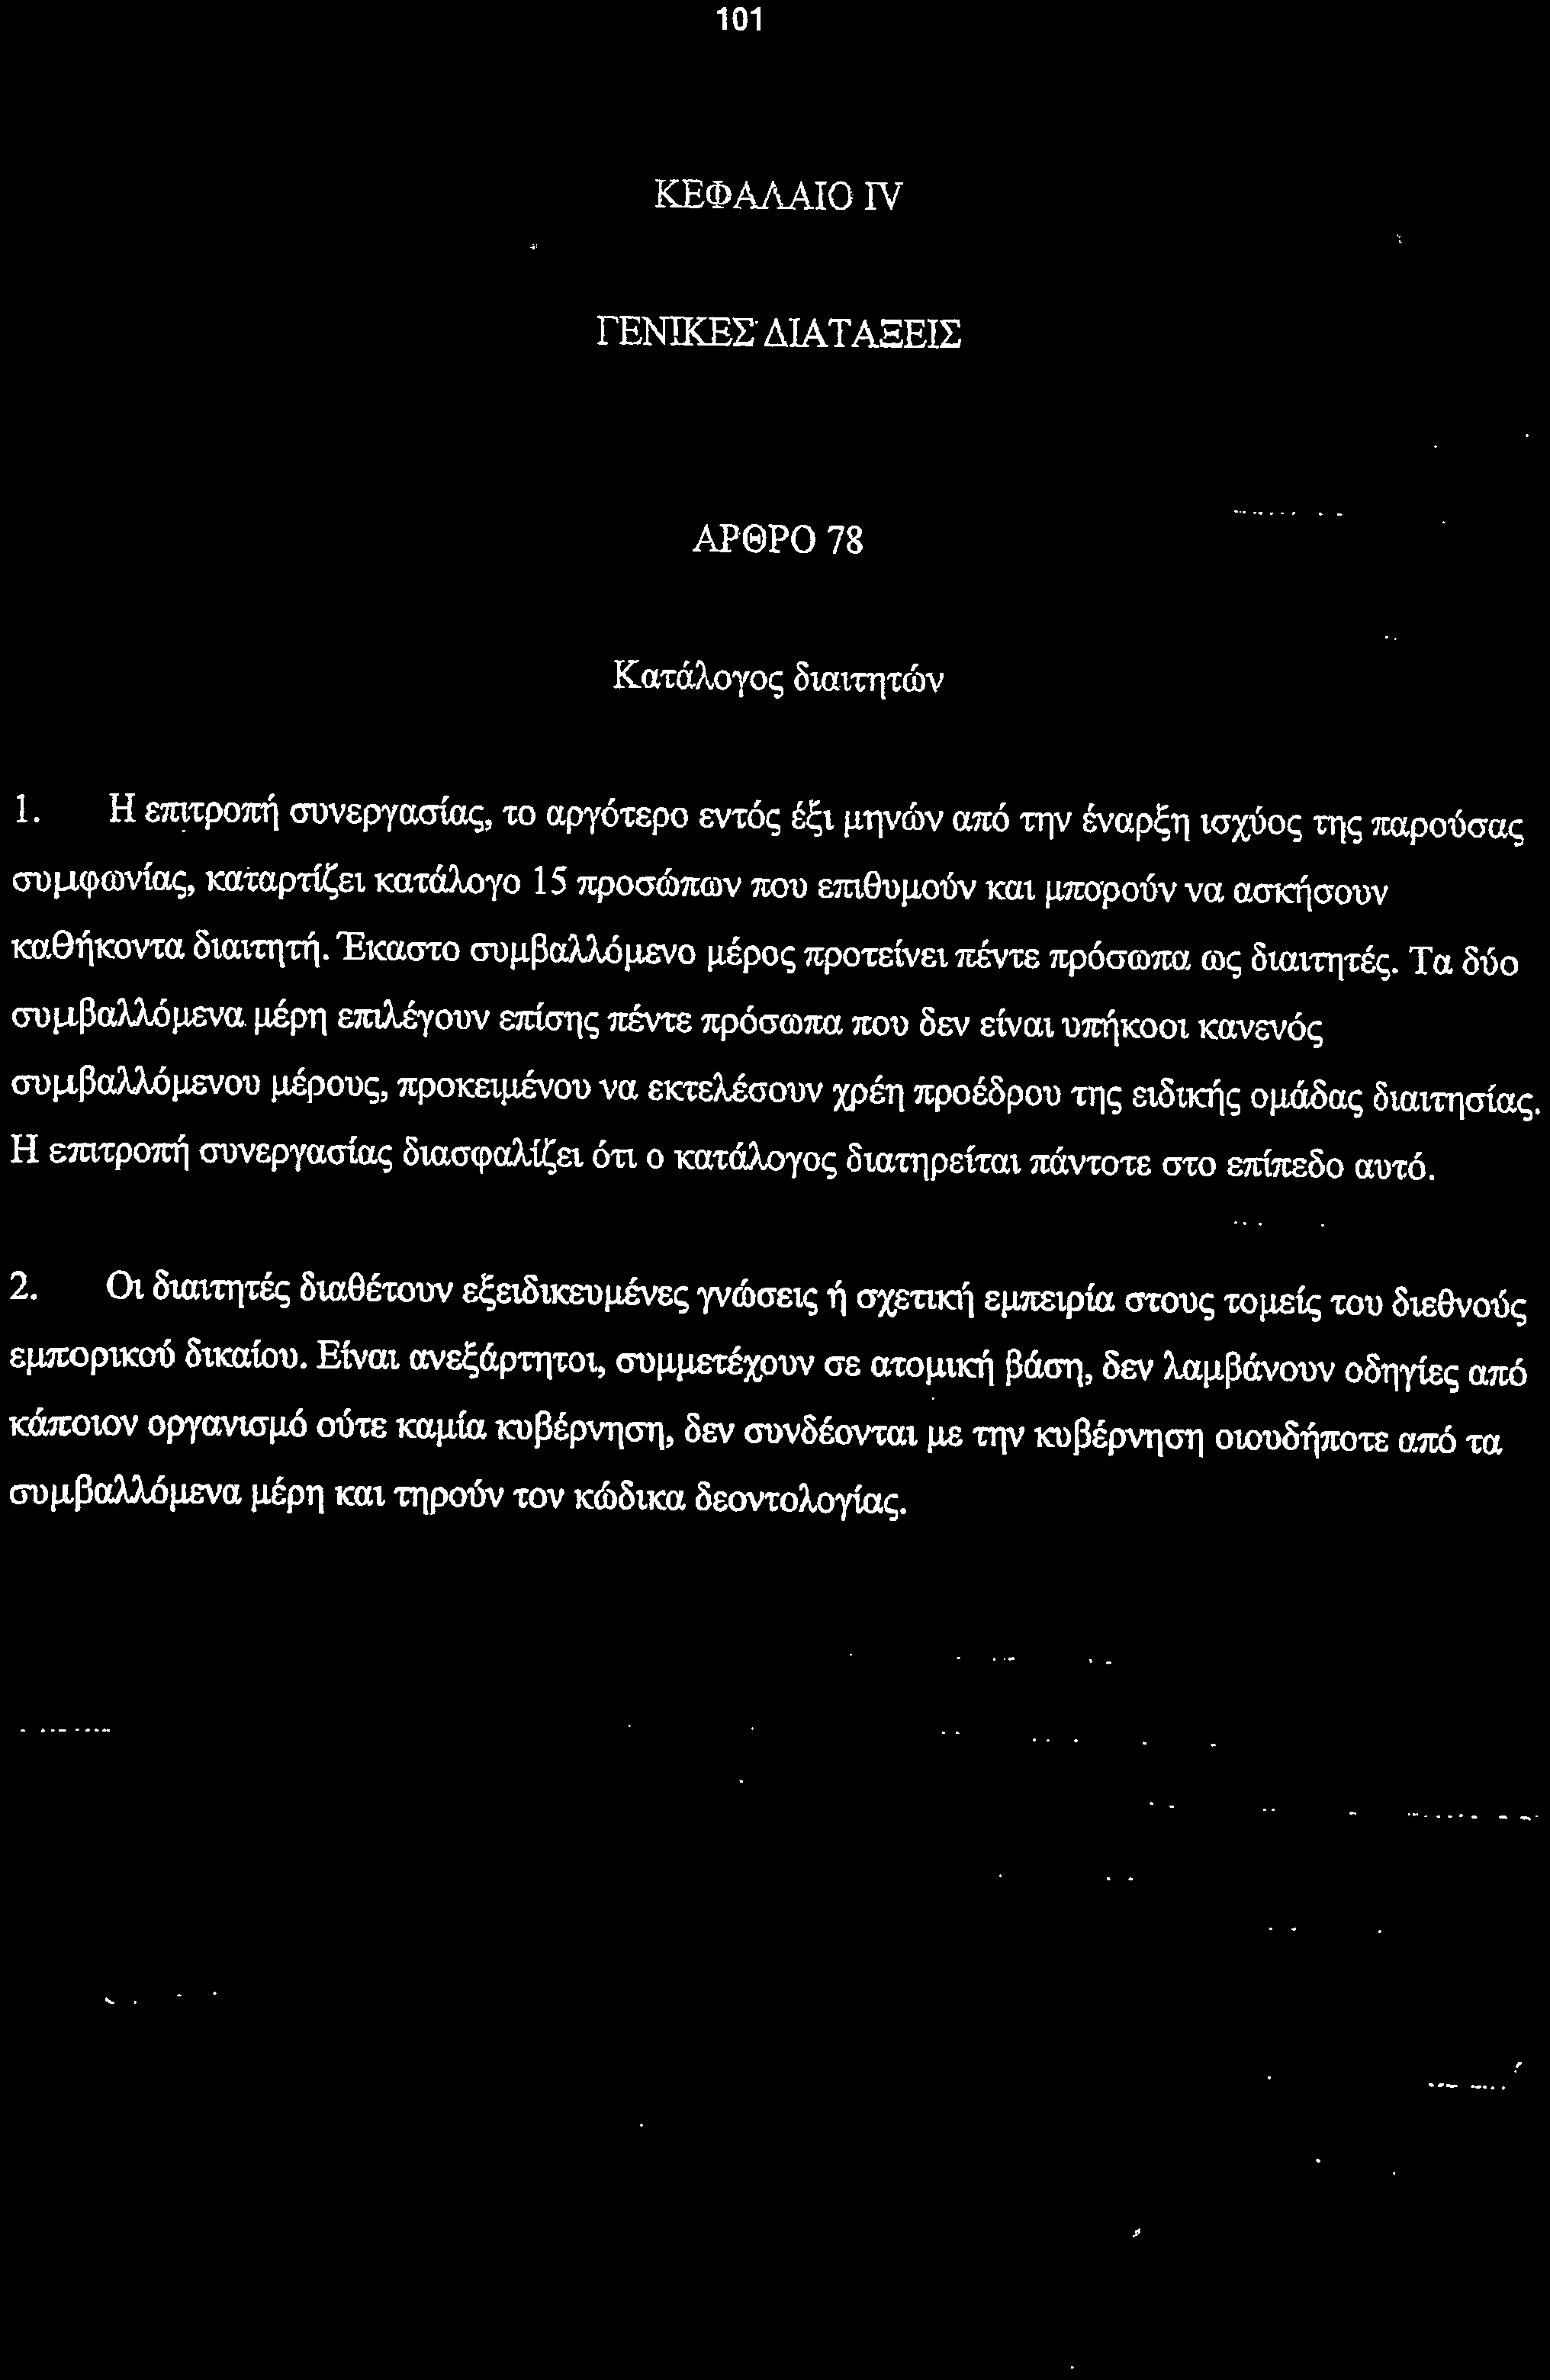 101
ΚΕΦΑΛΑΙΟ IV
ΓΕΝΙΚΕΣ ΔΙΑΤΑΞΕΙΣ
ΑΡΘΡΟ 78
Κατάλογος διαιτητών
1. Η επιτροπή συνεργασίας, το αργότερο εντός έξι μηνών από την έναρξη ισχύος της παρούσας
συμφωνίας, καταρτίζει κατάλογο 15 προσώπων που επιθυμούν και μπορούν να ασκήσουν
καθήκοντα διαιτητή. Έκαστο συμβαλλόμενο μέρος προτείνει πέντε πρόσωπα ως διαιτητές. Τα δύο
συμβαλλόμενα μέρη επιλέγουν επίσης πέντε πρόσωπα που δεν είναι υπήκοοι κανενός
συμβαλλόμενου μέρους, προκειμένου να εκτελέσουν χρέη προέδρου της ειδικής ομάδας διαιτησίας.
Η επιτροπή συνεργασίας διασφαλίζει ότι ο κατάλογος διατηρείται πάντοτε στο επίπεδο αυτό.
2. Οι διαιτητές διαθέτουν εξειδικευμένες γνώσεις ή σχετική εμπειρία στους τομείς του διεθνούς
εμπορικού δικαίου. Είναι ανεξάρτητοι, συμμετέχουν σε ατομική βάση, δεν λαμβάνουν οδηγίες από
κάποιον οργανισμό ούτε καμία κυβέρνηση, δεν συνδέονται με την κυβέρνηση οιουδήποτε από τα
συμβαλλόμενα μέρη και τηρούν τον κώδικα δεοντολογίας.